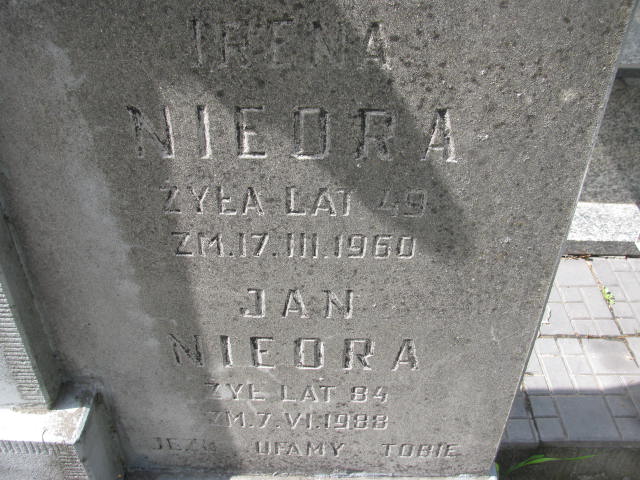 IRENA
NIEDRA
ŻYŁA LAT 49
ZM.17.III.1960
JAN
NIEDRA
ŻYŁ LAT 84
ZM.7.VI.1988
JEZU UFAMY TOBIE